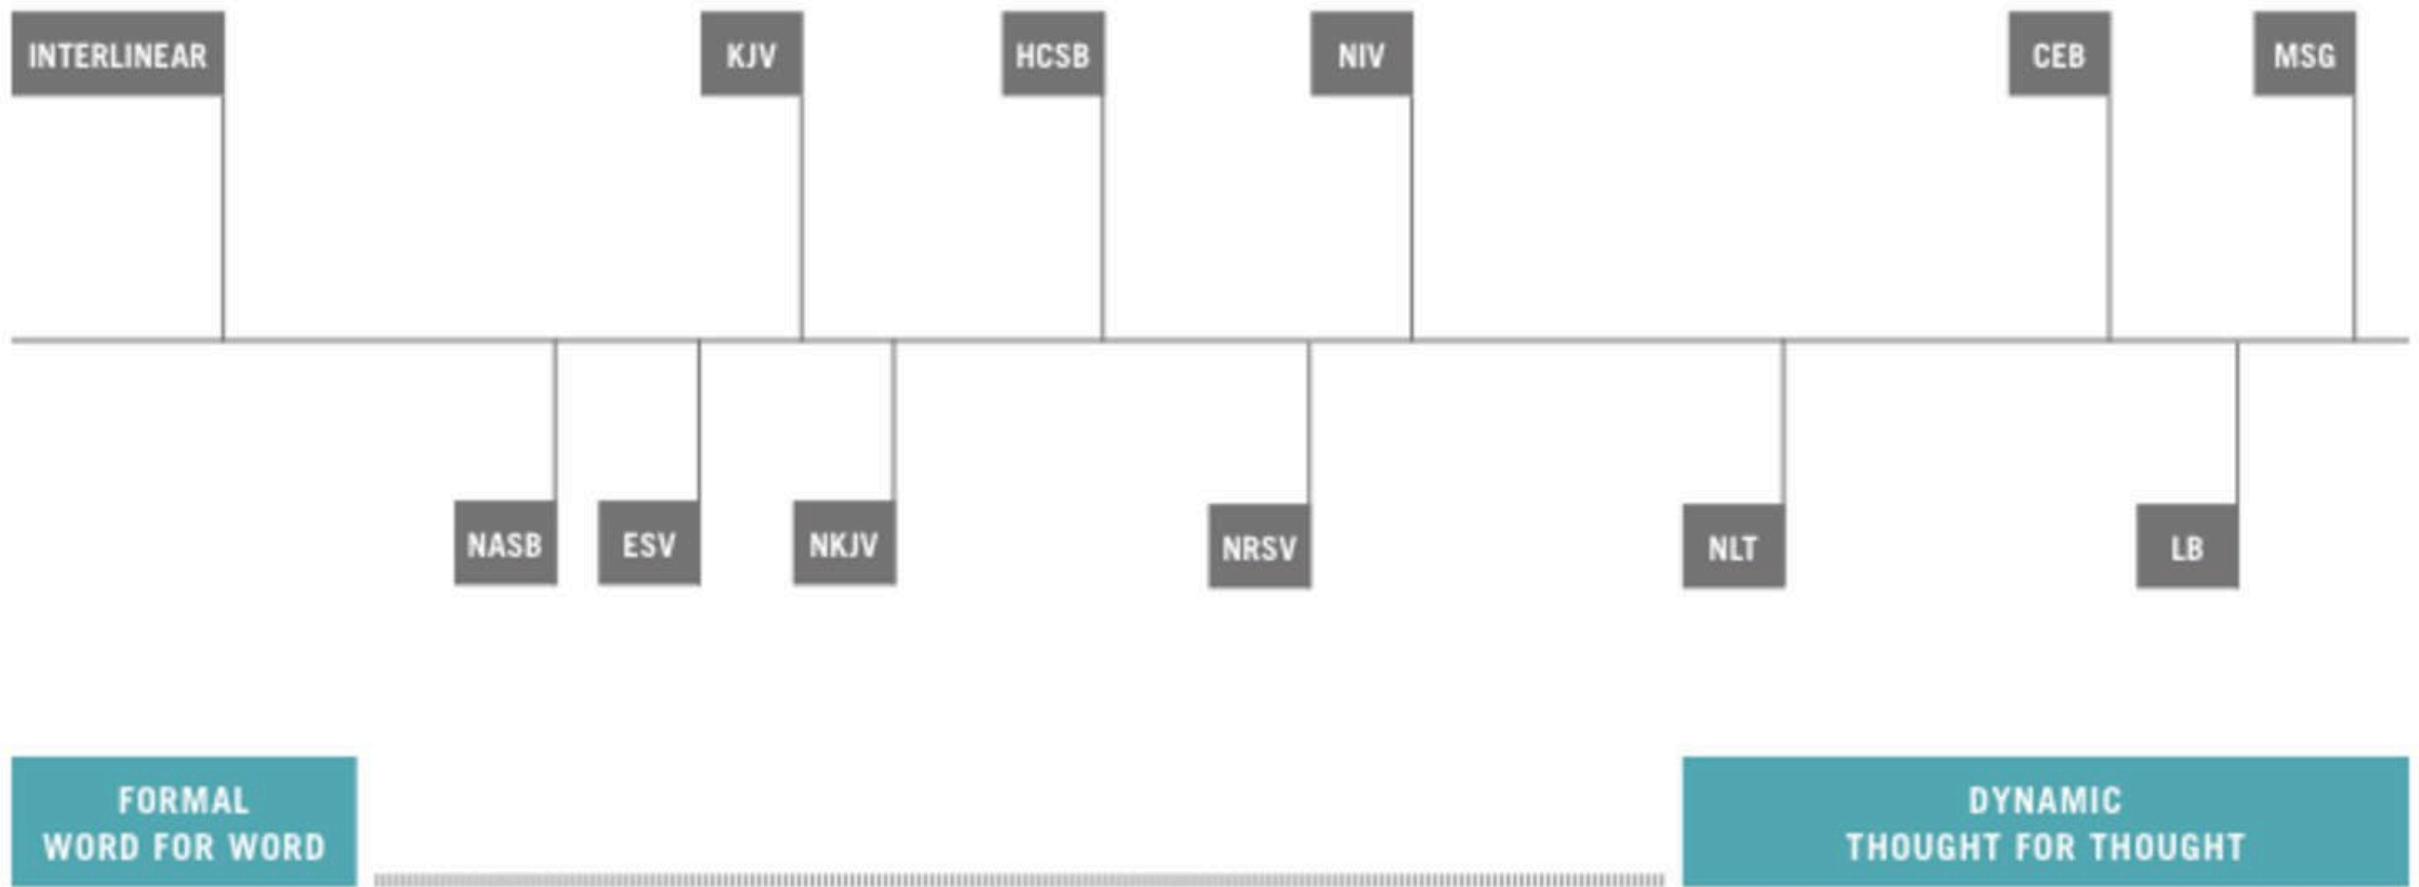 INTERLINEAR
KJV
HCSB
NIV
CEB
MSG
NASB
ESV
NKJV
NRSV
NLT
LB
FORMAL
WORD FOR WORD
DYNAMIC
THOUGHT FOR THOUGHT